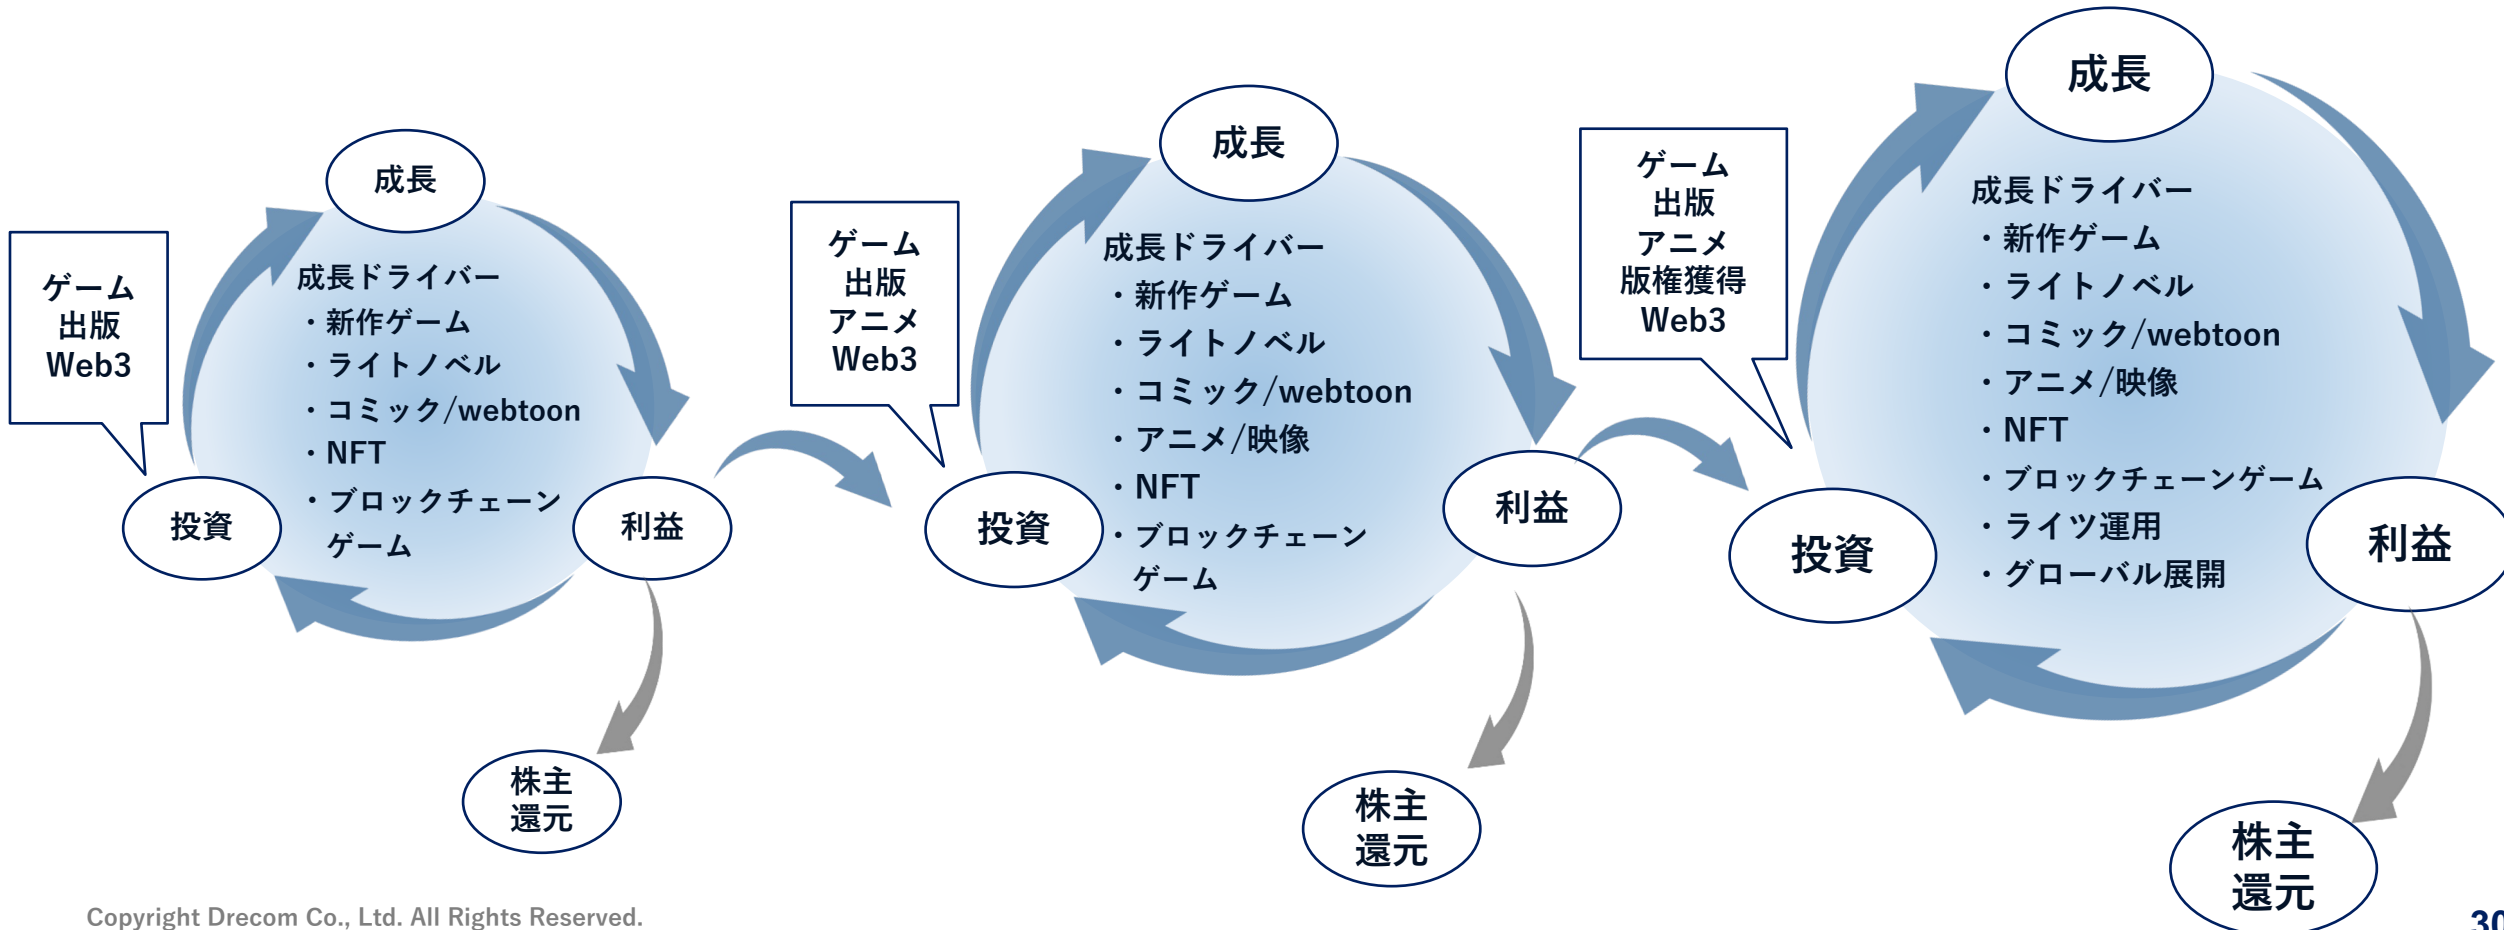 成長
ゲーム
出版
Web3
成長ドライバー
・新作ゲーム
・ライトノベル
・コミック/webtoon
・NFT
・ブロックチェーン
ゲーム
投資
利益
株主
還元
成長
ゲーム
出版
アニメ
Web3
成長ドライバー
・新作ゲーム
・ライトノベル
・コミック/webtoon
・アニメ/映像
・NFT
・ブロックチェーン
ゲーム
投資
利益
株主
還元
成長
ゲーム
出版
アニメ
版権獲得
Web3
成長ドライバー
・新作ゲーム
・ライトノベル
・コミック/webtoon
・アニメ/映像
・NFT
・ブロックチェーンゲーム
・ライツ運用
・グローバル展開
投資
利益
株主
還元
Copyright Drecom Co., Ltd. All Rights Reserved.
30